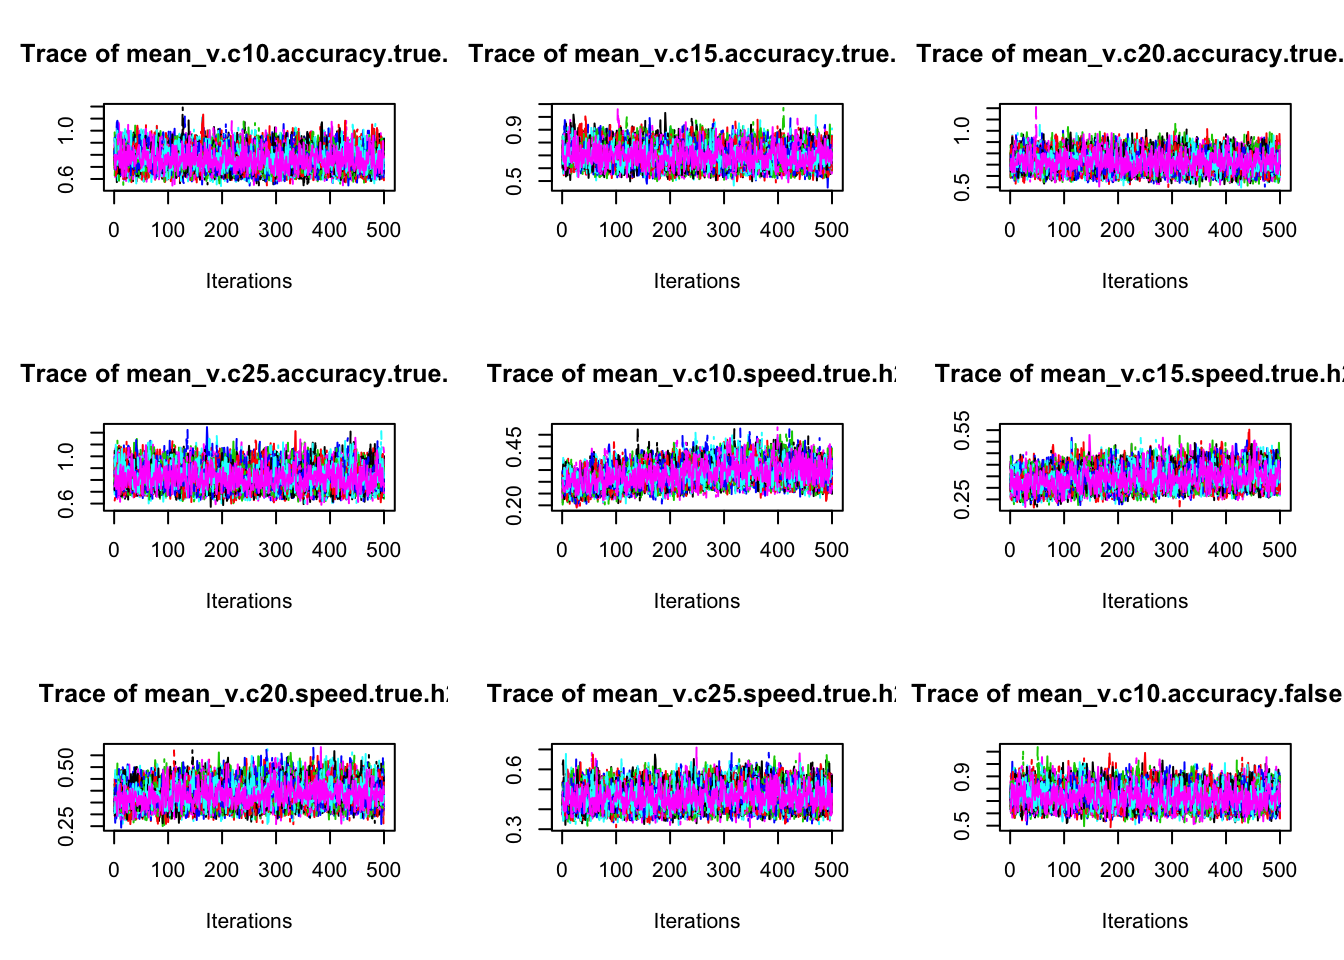 Trace of mean_v.c10.accuracy.true.
1.0
0.6
0 100 200 300 400 500
Iterations
Trace of mean_v.c15.accuracy.true.
0.9
0.5
0 100 200 300 400 500
Iterations
Trace of mean_v.c20.accuracy.true.
1.0
0.5
0 100 200 300 400 500
Iterations
Trace of mean_v.c25.accuracy.true.
1.0
0.6
0 100 200 300 400 500
Iterations
Trace of mean_v.c10.speed.true.h
0.45
0.20
0 100 200 300 400 500
Iterations
Trace of mean_v.c15.speed.true.h
0.55
0.25
0 100 200 300 400 500
Iterations
Trace of mean_v.c20.speed.true.h
0.50
0.25
0 100 200 300 400 500
Iterations
Trace of mean_v.c25.speed.true.h
0.6
0.3
0 100 200 300 400 500
Iterations
Trace of mean_v.c10.accuracy.false
0.9
0.5
0 100 200 300 400 500
Iterations